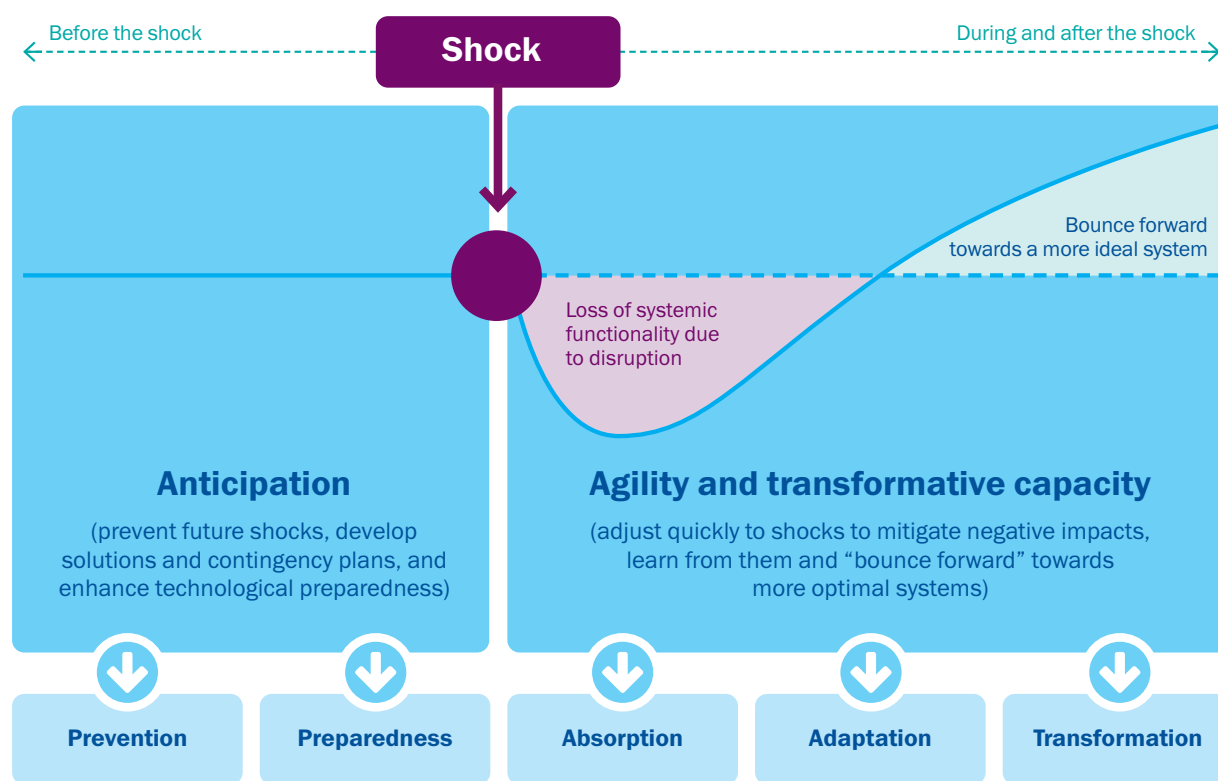 Before the shock
Shock
During and after the shock
Bounce forward
towards a more ideal system
Loss of systemic
functionality due
to disruption
Anticipation
(prevent future shocks, develop
solutions and contingency plans, and
enhance technological preparedness)
Agility and transformative capacity
(adjust quickly to shocks to mitigate negative impacts,
learn from them and “bounce forward” towards
more optimal systems)
Prevention
Preparedness
Absorption
Adaptation
Transformation